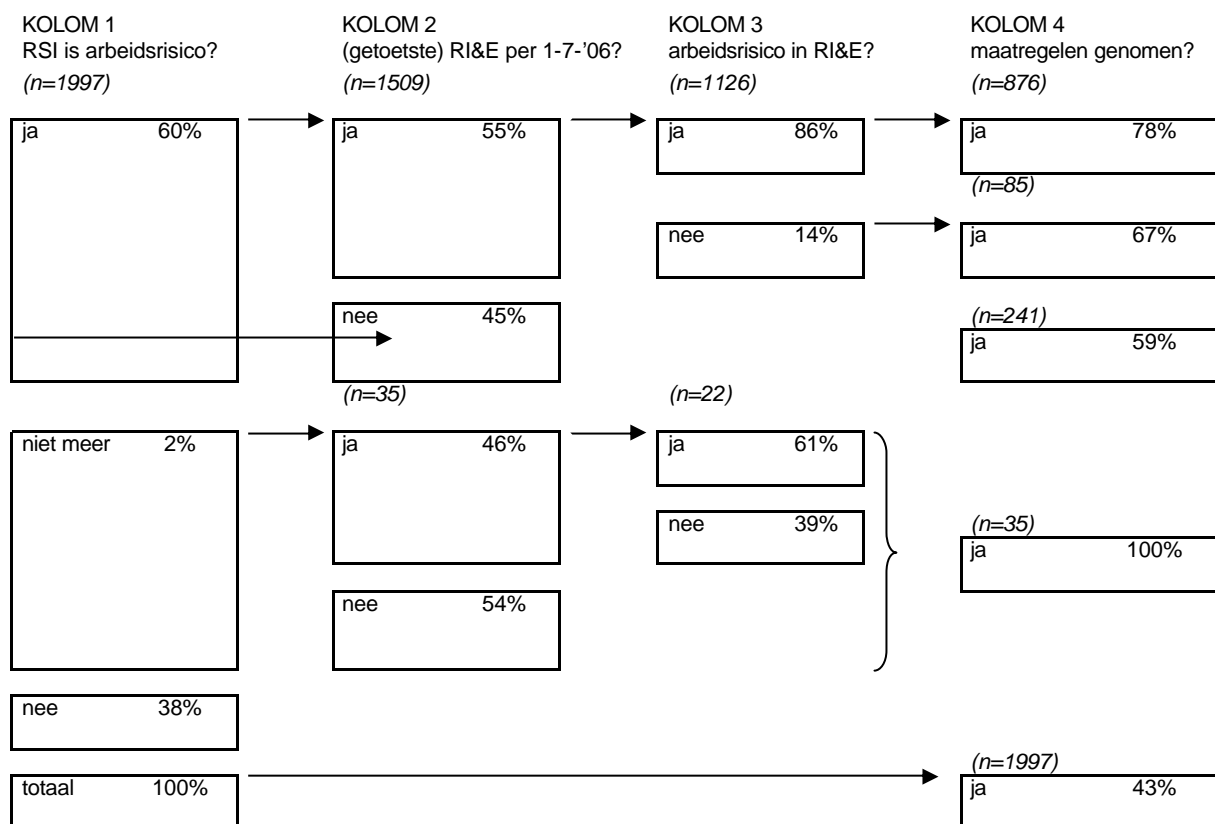 KOLOM 1 KOLOM 2 KOLOM 3 KOLOM 4
RSI is arbeidsrisico? (getoetste) RI&E per 1-7-'06? arbeidsrisico in RI&E? maatregelen genomen?
(n=1997) (n=1509) (n=1126) (n=876)
ja 60% ja 55% ja 86% ja 78%
(n=85)
nee 14% ja 67%
nee 45% (n=241)
ja 59%
(n=35) (n=22)
niet meer 2% ja 46% ja 61%
nee 39% (n=35)
ja 100%
nee 54%
nee 38%
(n=1997)
totaal 100% ja 43%